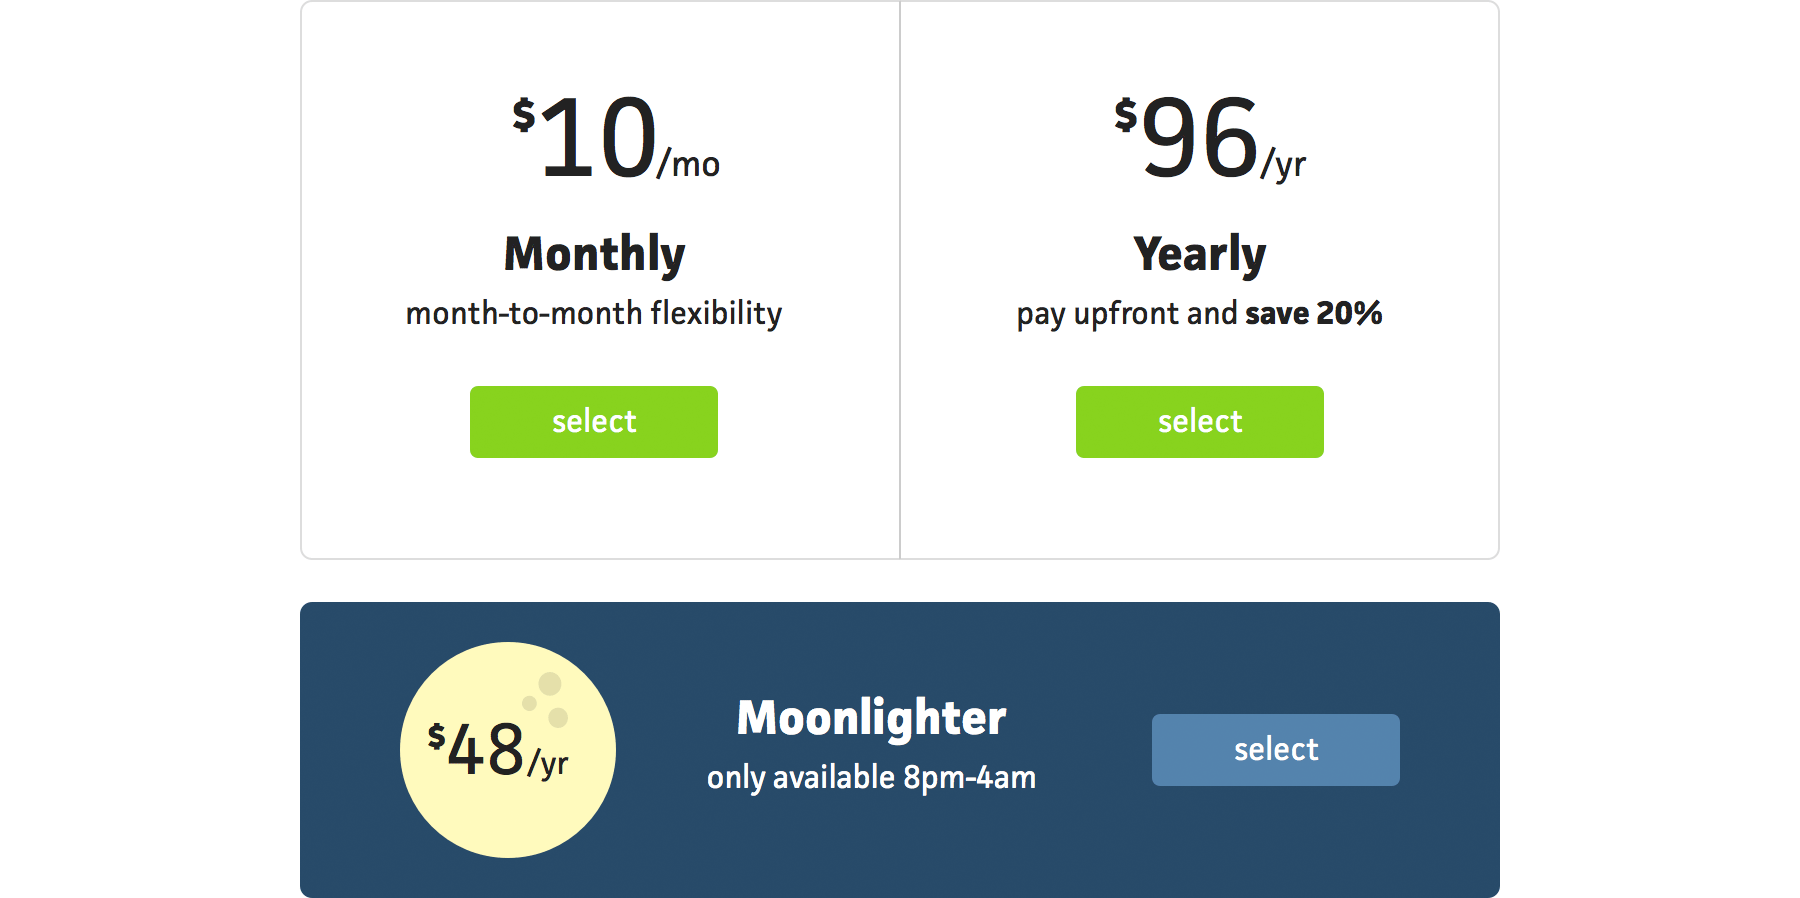 $10/mo
Monthly
month-to-month flexibility
select
$96/yr
Yearly
pay upfront and save 20%
select
$48/yr
Moonlighter
only available 8pm-4am
select